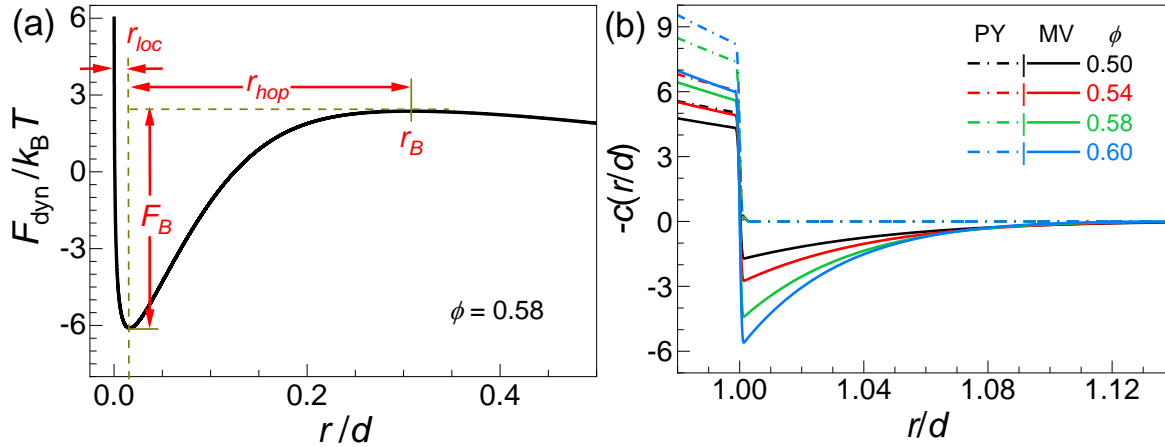 (a)
6
3
0
-3
-6
F_dyn/k_BT
r_loc
r_hop
r_B
F_B
ϕ = 0.58
0.0 0.2 0.4
r/d
(b)
9
6
3
0
-3
-6
-c(r/d)
PY MV ϕ
0.50
0.54
0.58
0.60
1.00 1.04 1.08 1.12
r/d